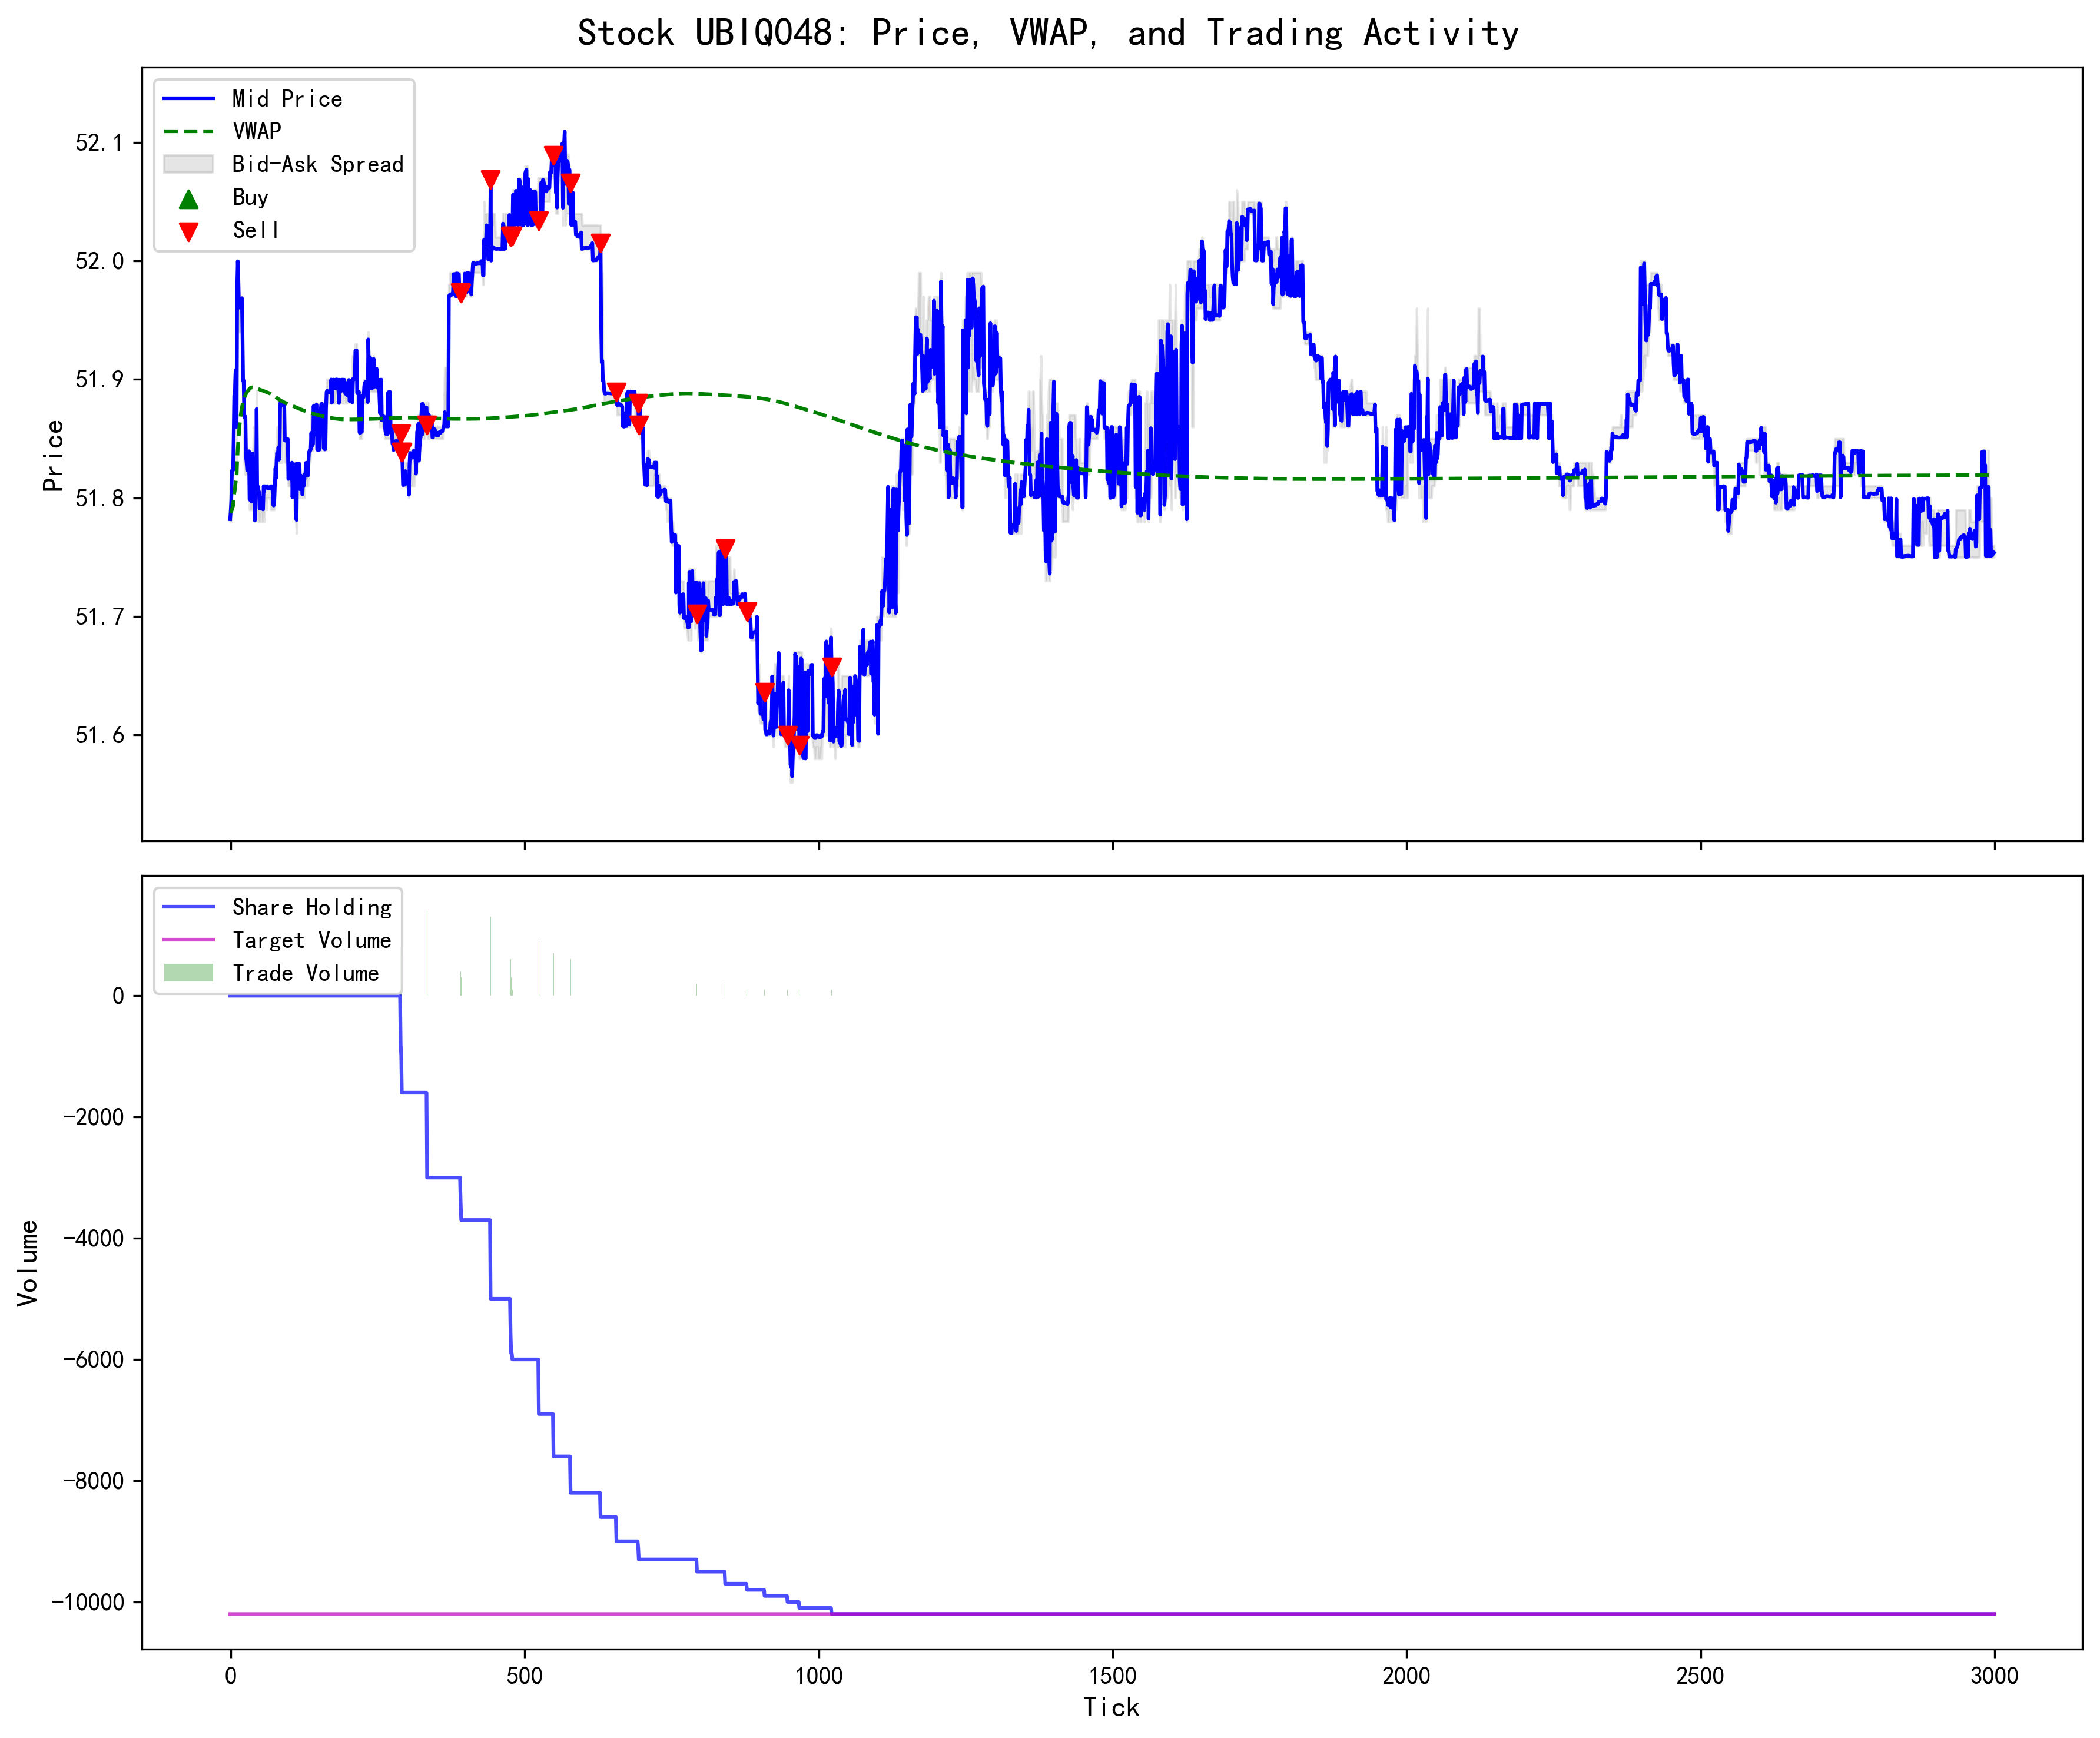 Stock UBIQ048: Price, VWAP, and Trading Activity
Mid Price
VWAP
Bid-Ask Spread
Buy
Sell
Price
52.1
52.0
51.9
51.8
51.7
51.6
Share Holding
Target Volume
Trade Volume
Volume
0
−2000
−4000
−6000
−8000
−10000
0
500
1000
1500
2000
2500
3000
Tick